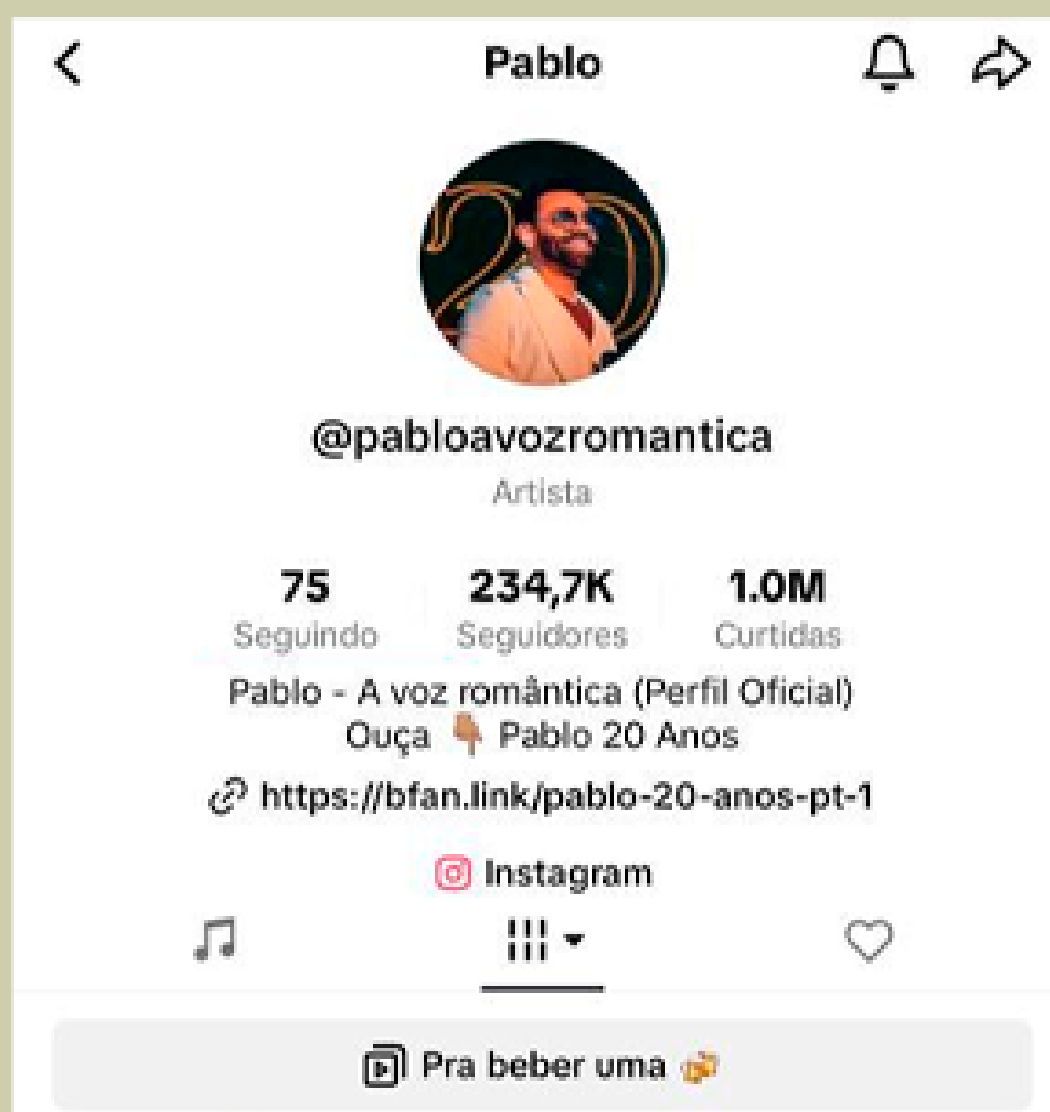 Pablo
20
@pabloavozromantica
Artista
75 234,7K 1.0M
Seguindo Seguidores Curtidas
Pablo - A voz romântica (Perfil Oficial)
Ouça 👇🏽 Pablo 20 Anos
https://bfan.link/pablo-20-anos-pt-1
Instagram
Pra beber uma 🍻